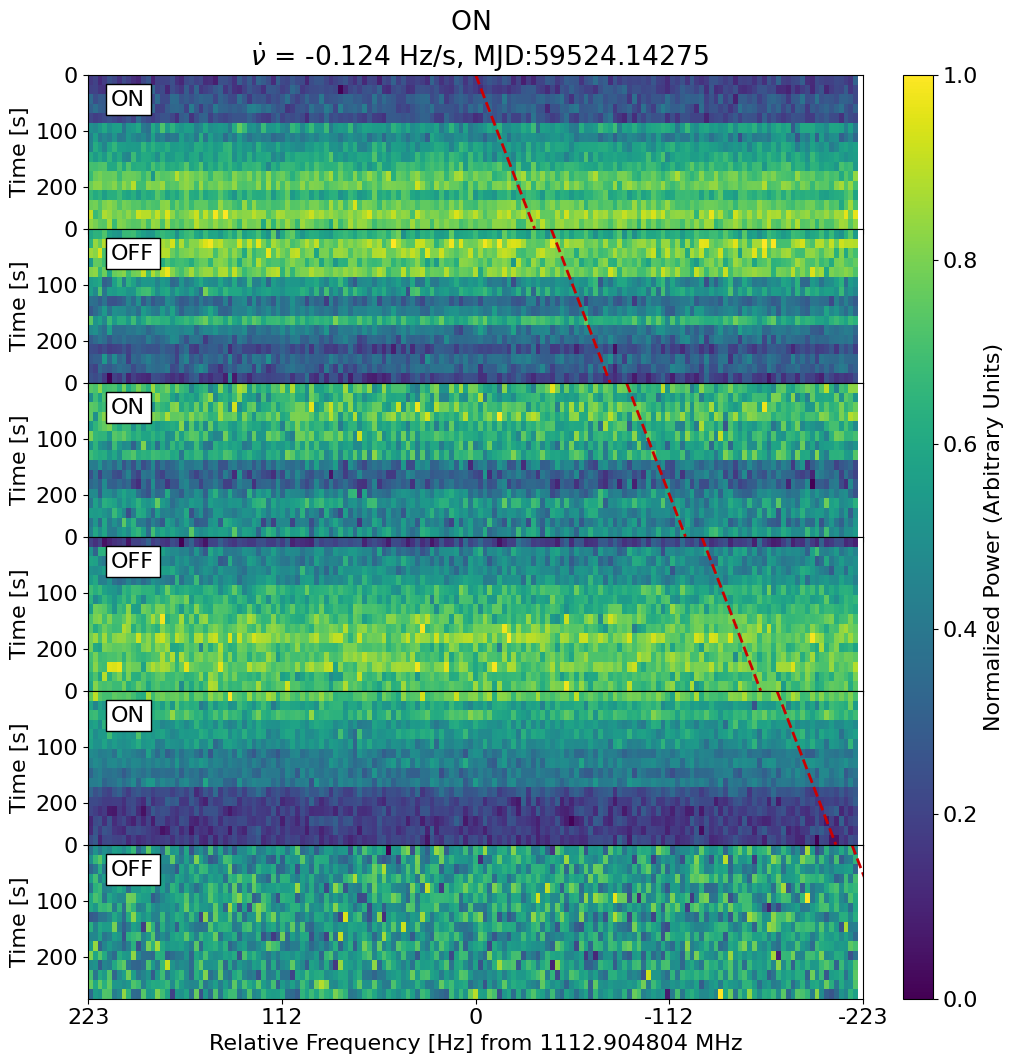 ON
ν̇ = -0.124 Hz/s, MJD:59524.14275
0
ON
100
Time [s]
200
0
OFF
100
Time [s]
200
0
ON
100
Time [s]
200
0
OFF
100
Time [s]
200
0
ON
100
Time [s]
200
0
OFF
100
Time [s]
200
223 112 0 -112 -223
Relative Frequency [Hz] from 1112.904804 MHz
1.0
0.8
0.6
0.4
0.2
0.0
Normalized Power (Arbitrary Units)